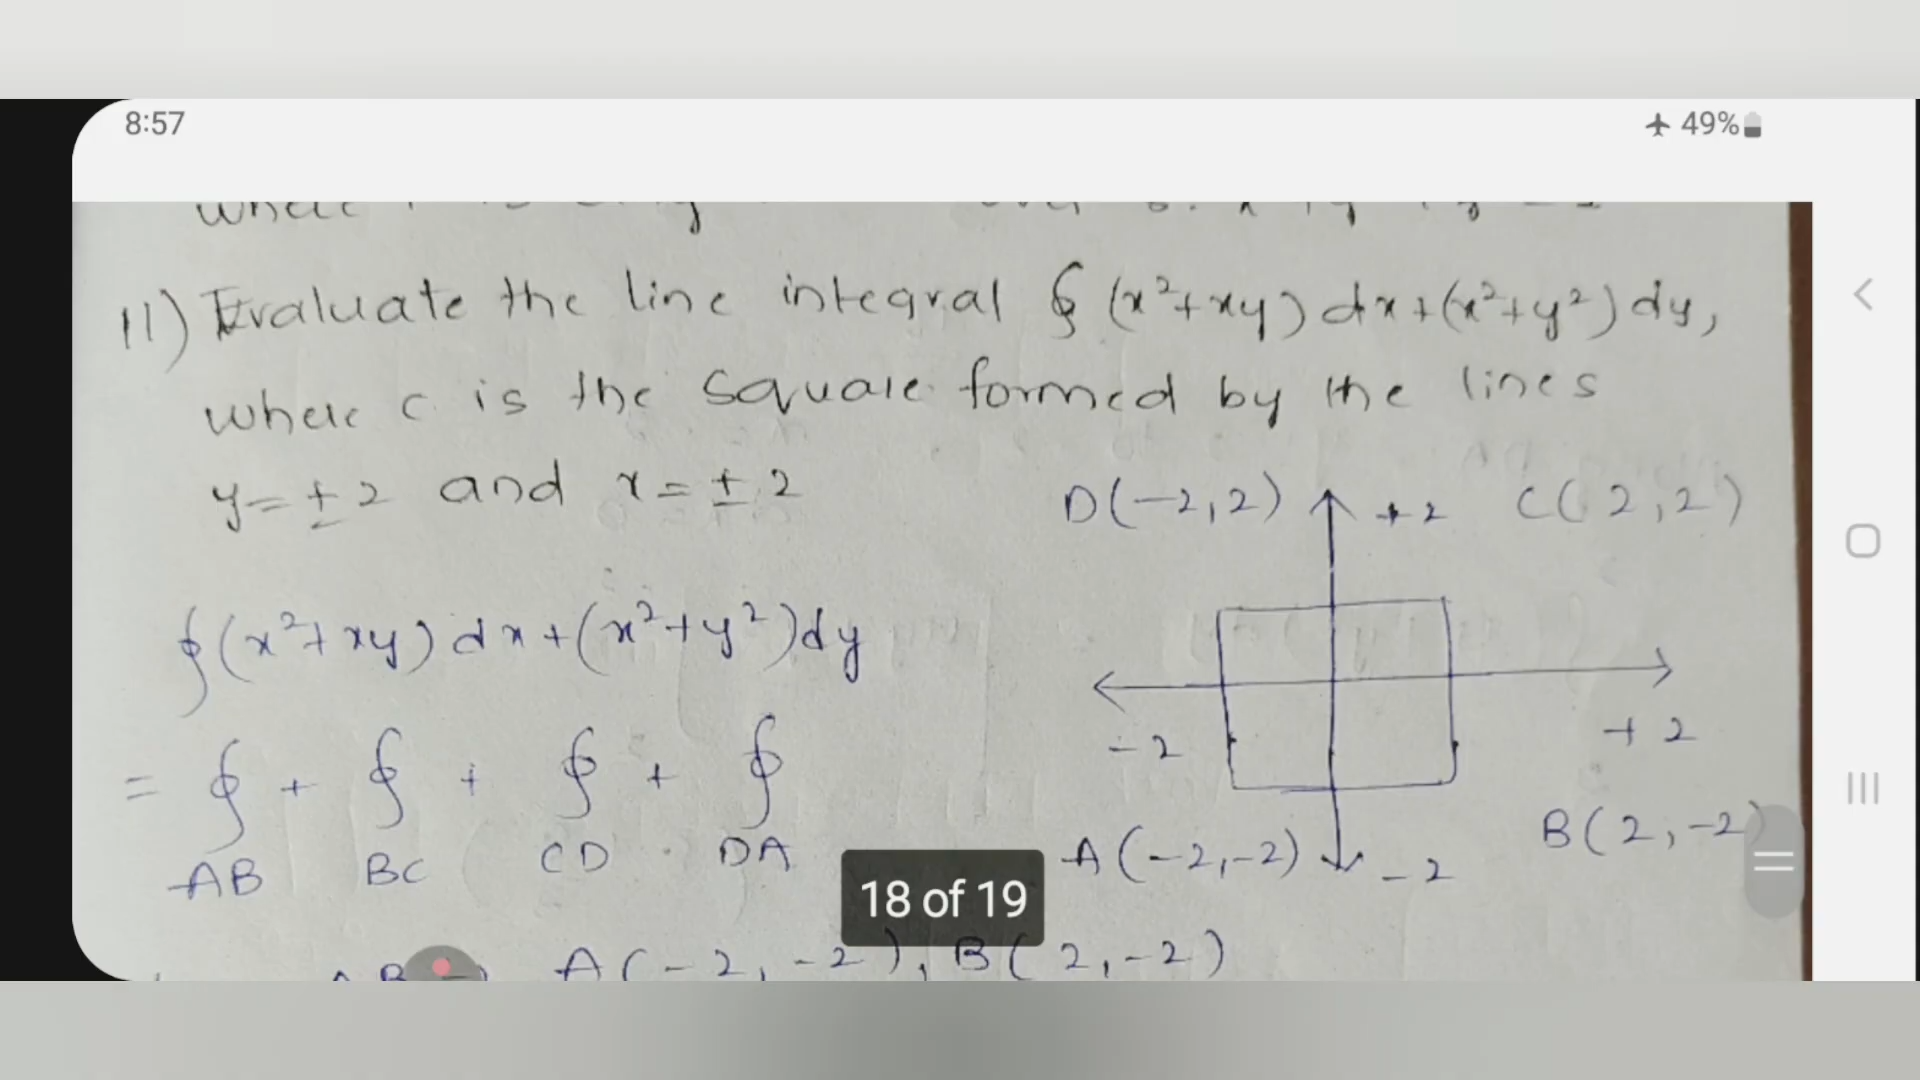 8:57
49%
11) Evaluate the line integral ∮ (x²+xy) dx+(x²+y²) dy,
where c is the square formed by the lines
y=±2 and x=±2
D(-2,2) +2 C(2,2)
∮(x²+xy) dx+(x²+y²)dy
-2 +2
= ∮ + ∮ + ∮ + ∮
AB BC CD DA
A(-2,-2) -2 B(2,-2)
18 of 19
A(-2,-2), B(2,-2)